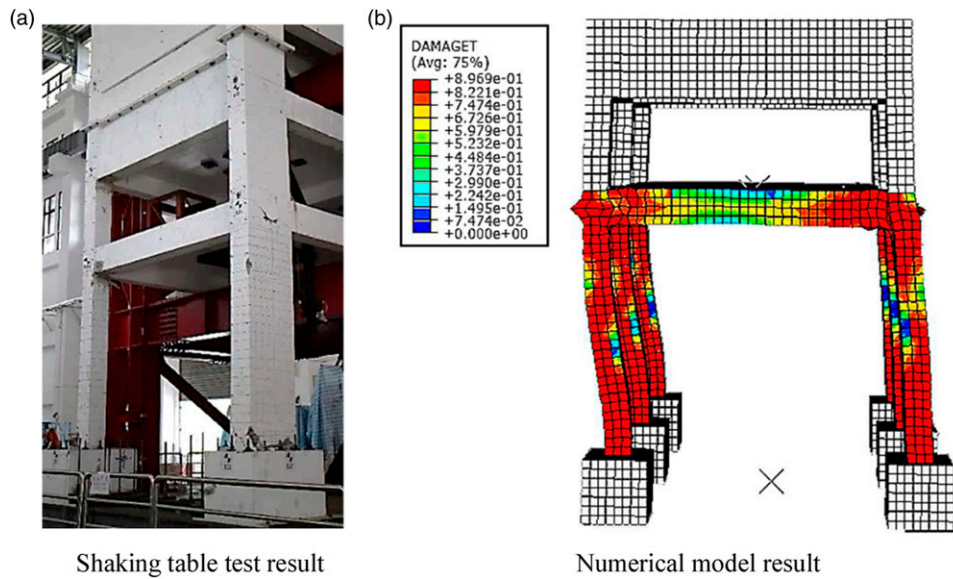 (a)
(b)
DAMAGET
(Avg: 75%)
+8.969e-01
+8.221e-01
+7.474e-01
+6.726e-01
+5.979e-01
+5.232e-01
+4.484e-01
+3.737e-01
+2.990e-01
+2.242e-01
+1.495e-01
+7.474e-02
+0.000e+00
Shaking table test result
Numerical model result